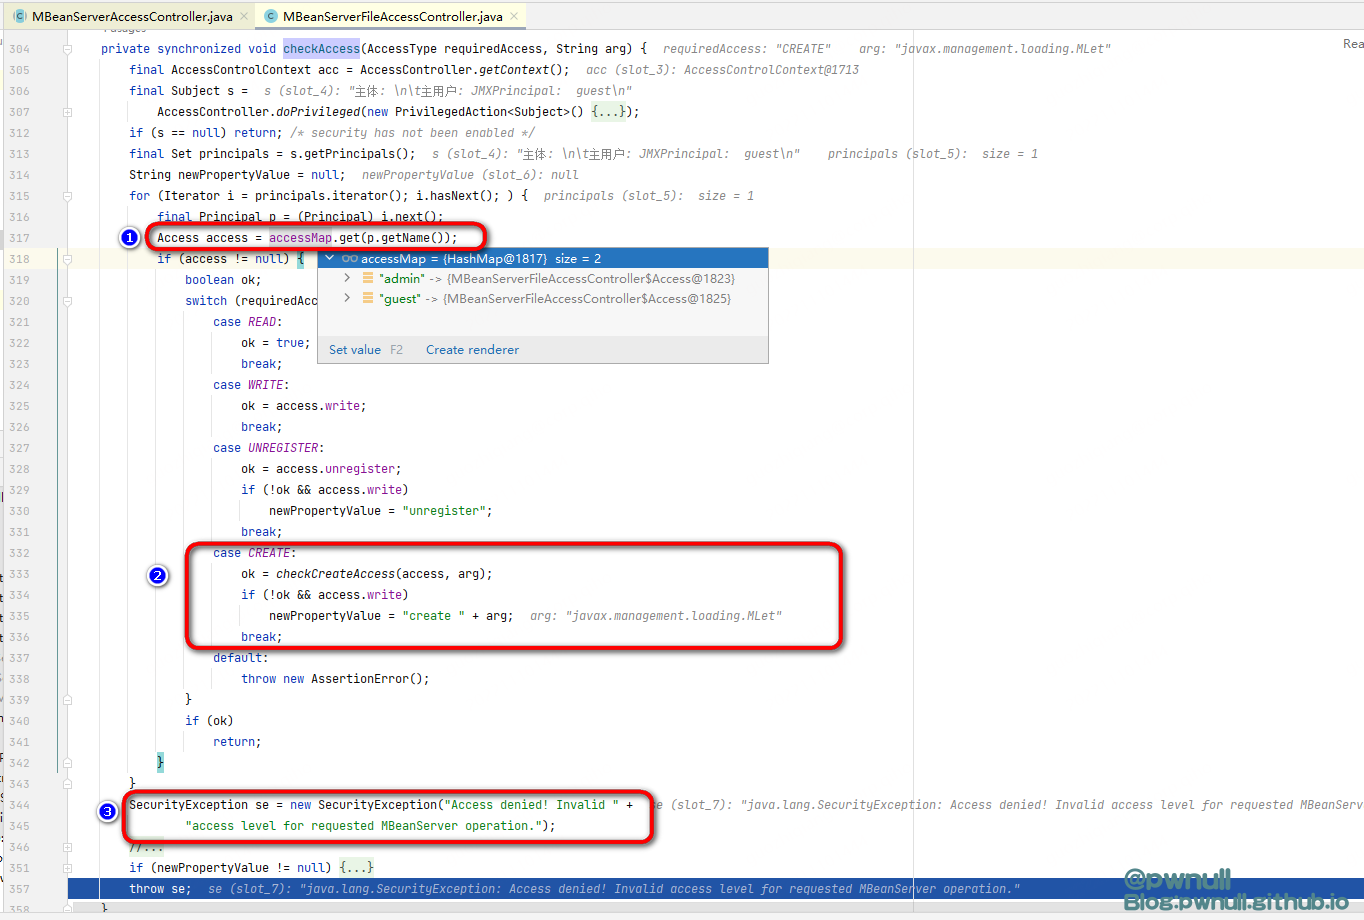 MBeanServerAccessController.java
MBeanServerFileAccessController.java
Rea
304 private synchronized void checkAccess(AccessType requiredAccess, String arg) { requiredAccess: "CREATE" arg: "javax.management.loading.MLet"
305 final AccessControlContext acc = AccessController.getContext(); acc (slot_3): AccessControlContext@1713
306 final Subject s = s (slot_4): "主体: \n\t主用户: JMXPrincipal: guest\n"
307 AccessController.doPrivileged(new PrivilegedAction<Subject>() {...});
312 if (s == null) return; /* security has not been enabled */
313 final Set principals = s.getPrincipals(); s (slot_4): "主体: \n\t主用户: JMXPrincipal: guest\n" principals (slot_5): size = 1
314 String newPropertyValue = null; newPropertyValue (slot_6): null
315 for (Iterator i = principals.iterator(); i.hasNext(); ) { principals (slot_5): size = 1
316 final Principal p = (Principal) i.next();
1
317 Access access = accessMap.get(p.getName());
318 if (access != null) {
accessMap = {HashMap@1817} size = 2
319 boolean ok;
"admin" -> {MBeanServerFileAccessController$Access@1823}
320 switch (requiredAcc
"guest" -> {MBeanServerFileAccessController$Access@1825}
321 case READ:
322 ok = true;
Set value F2 Create renderer
323 break;
324 case WRITE:
325 ok = access.write;
326 break;
327 case UNREGISTER:
328 ok = access.unregister;
329 if (!ok && access.write)
330 newPropertyValue = "unregister";
331 break;
332 case CREATE:
2
333 ok = checkCreateAccess(access, arg);
334 if (!ok && access.write)
335 newPropertyValue = "create " + arg; arg: "javax.management.loading.MLet"
336 break;
337 default:
338 throw new AssertionError();
339 }
340 if (ok)
341 return;
342 }
343 }
3
344 SecurityException se = new SecurityException("Access denied! Invalid " + se (slot_7): "java.lang.SecurityException: Access denied! Invalid access level for requested MBeanServ
345 "access level for requested MBeanServer operation.");
346 //...
351 if (newPropertyValue != null) {...}
357 throw se; se (slot_7): "java.lang.SecurityException: Access denied! Invalid access level for requested MBeanServer operation."
358 }
@pwnull
Blog:pwnull.github.io